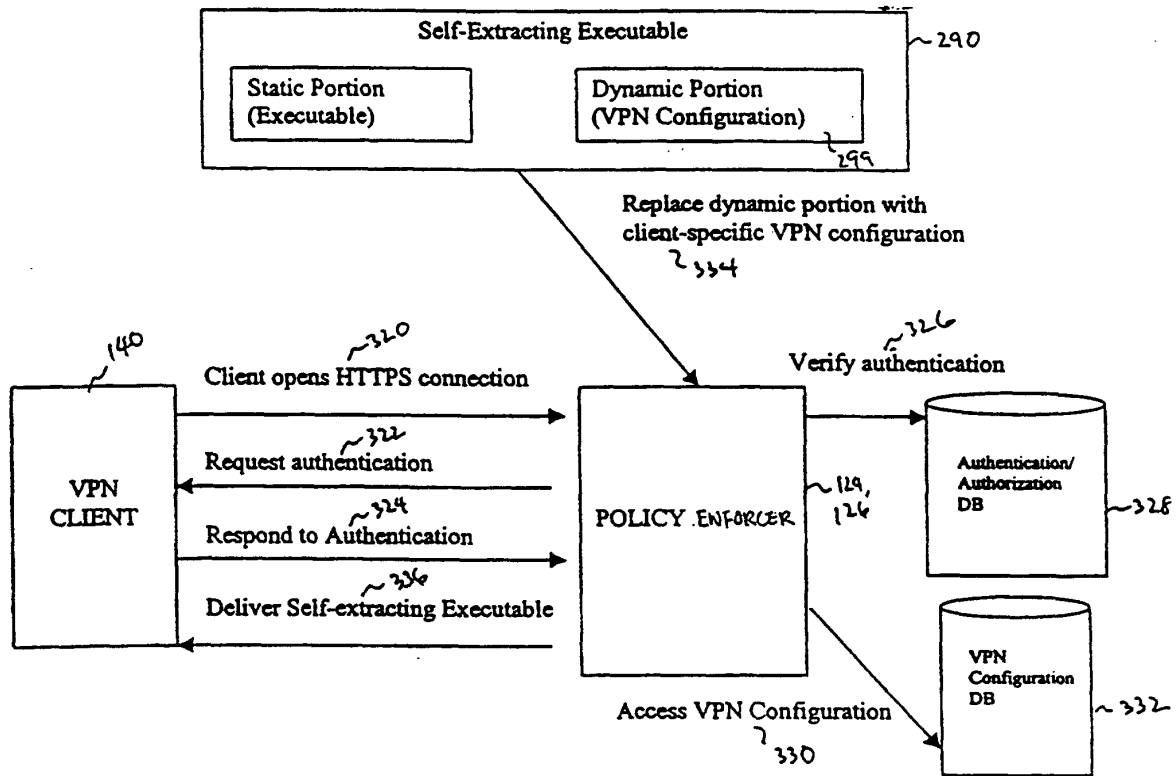 Self-Extracting Executable
290
Static Portion
(Executable)
Dynamic Portion
(VPN Configuration)
299
Replace dynamic portion with
client-specific VPN configuration
334
140
320
Client opens HTTPS connection
326
Verify authentication
322
Request authentication
VPN
CLIENT
324
Respond to Authentication
336
Deliver Self-extracting Executable
POLICY ENFORCER
124,
126
Authentication/
Authorization
DB
328
VPN
Configuration
DB
332
Access VPN Configuration
330